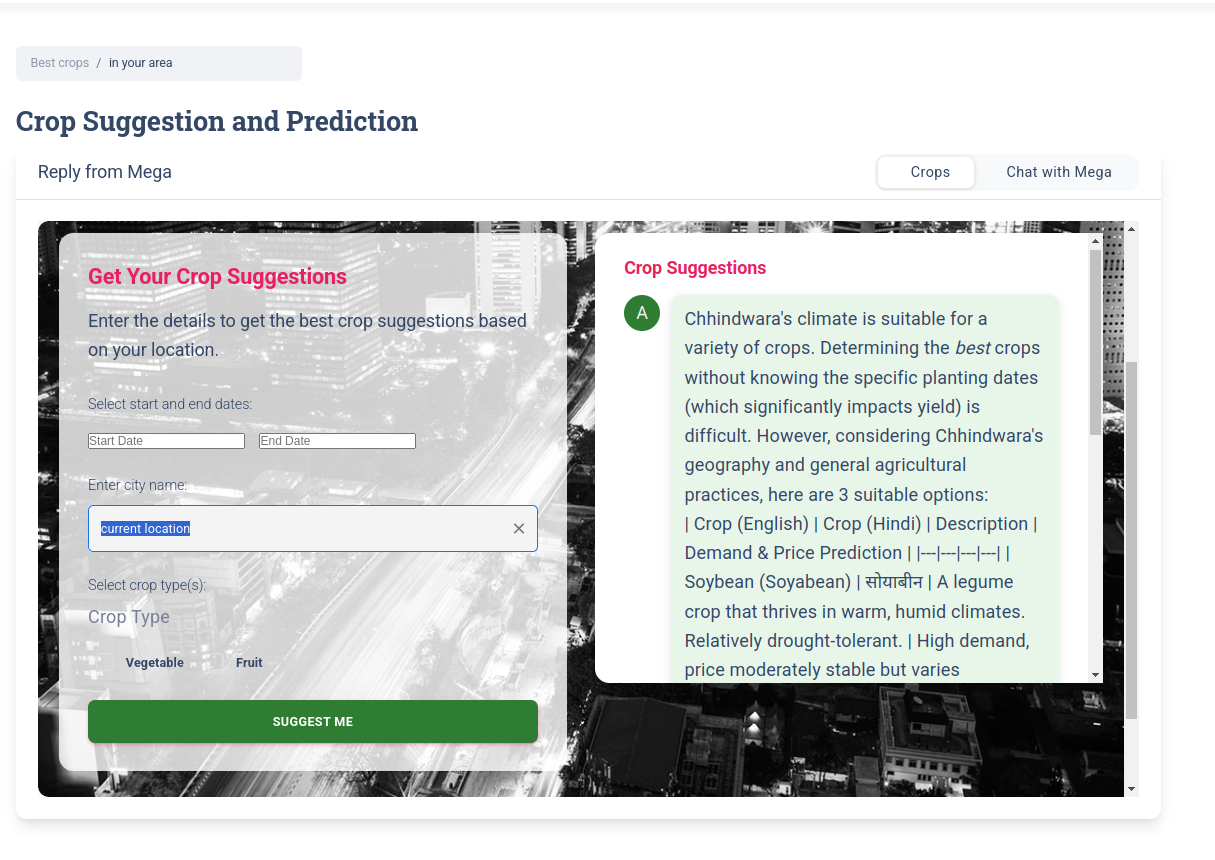 Best crops / in your area
Crop Suggestion and Prediction
Reply from Mega
Crops
Chat with Mega
Get Your Crop Suggestions
Enter the details to get the best crop suggestions based
on your location.
Select start and end dates:
Start Date
End Date
Enter city name:
current location
Select crop type(s):
Crop Type
Vegetable
Fruit
SUGGEST ME
Crop Suggestions
A
Chhindwara's climate is suitable for a
variety of crops. Determining the best crops
without knowing the specific planting dates
(which significantly impacts yield) is
difficult. However, considering Chhindwara's
geography and general agricultural
practices, here are 3 suitable options:
| Crop (English) | Crop (Hindi) | Description |
Demand & Price Prediction | |---|---|---|---| |
Soybean (Soyabean) | सोयाबीन | A legume
crop that thrives in warm, humid climates.
Relatively drought-tolerant. | High demand,
price moderately stable but varies